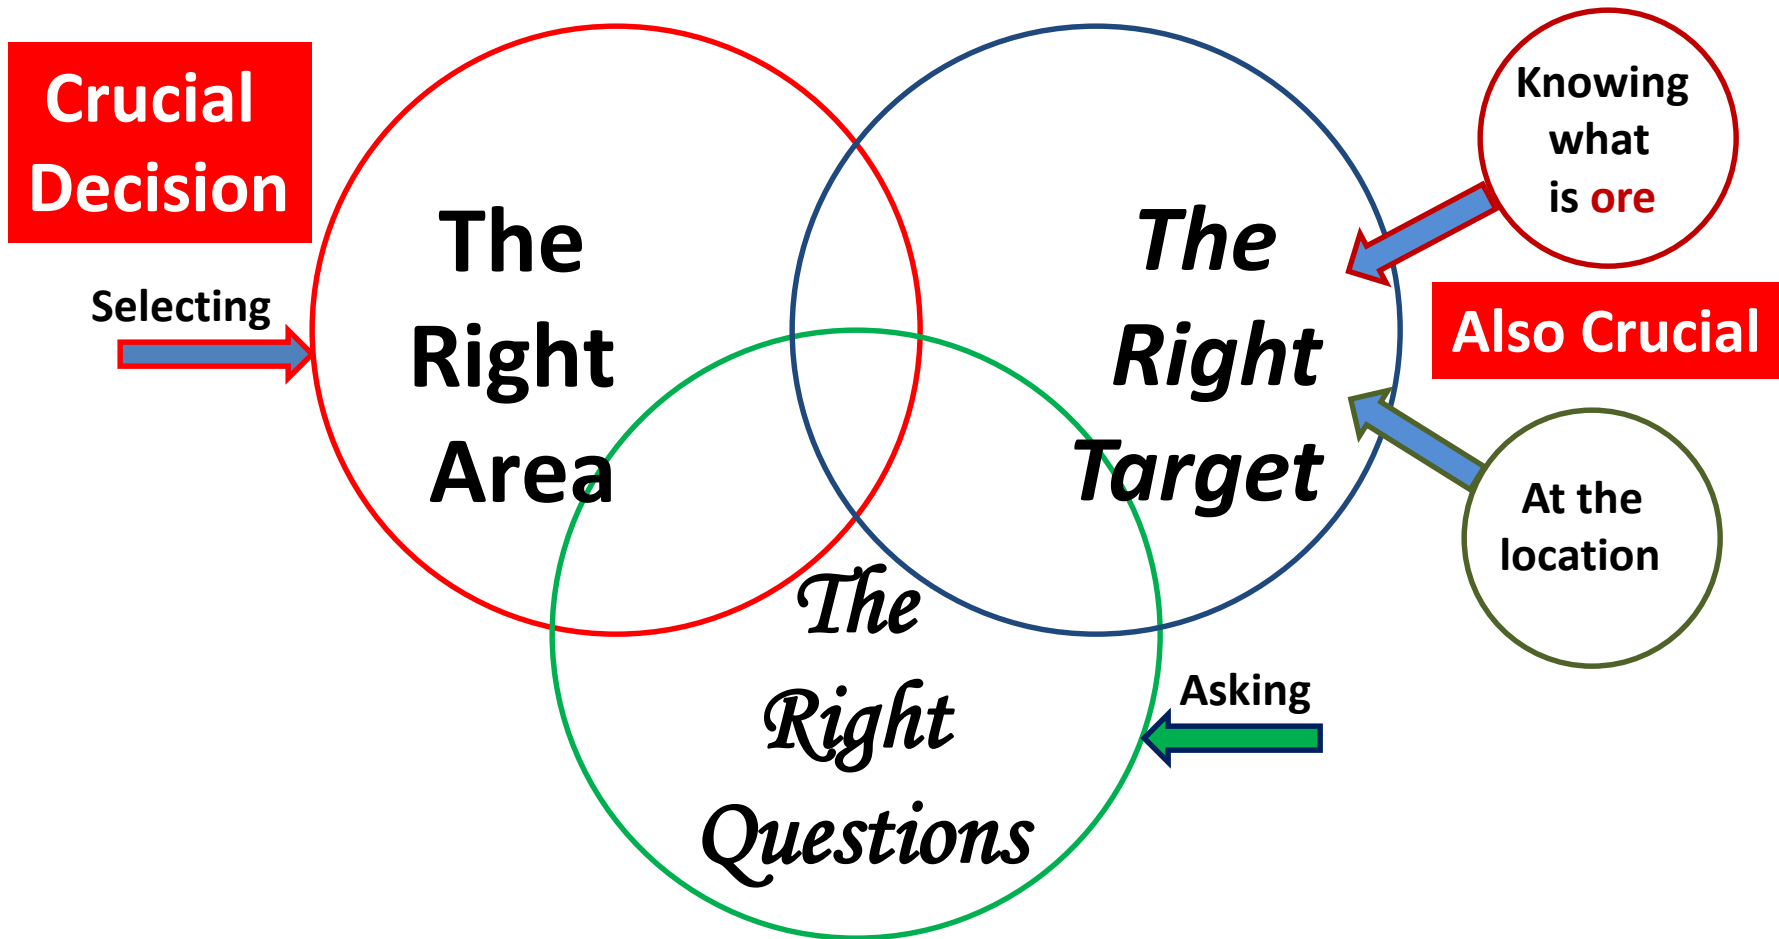 Crucial
Decision
Selecting
The
Right
Area
The
Right
Target
Knowing
what
is ore
Also Crucial
At the
location
The
Right
Questions
Asking